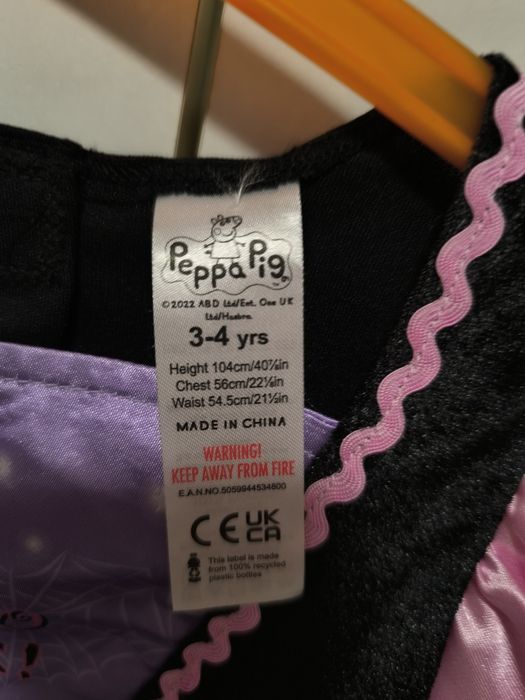 Peppa Pig
©2022 ABD Ltd/Ent. One UK
Ltd/Hasbro
3-4 yrs
Height 104cm/40⅞in
Chest 56cm/22⅛in
Waist 54.5cm/21½in
MADE IN CHINA
WARNING!
KEEP AWAY FROM FIRE
E.A.N.NO.5059944534800
CE UK
CA
This label is made
from 100% recycled
plastic bottles